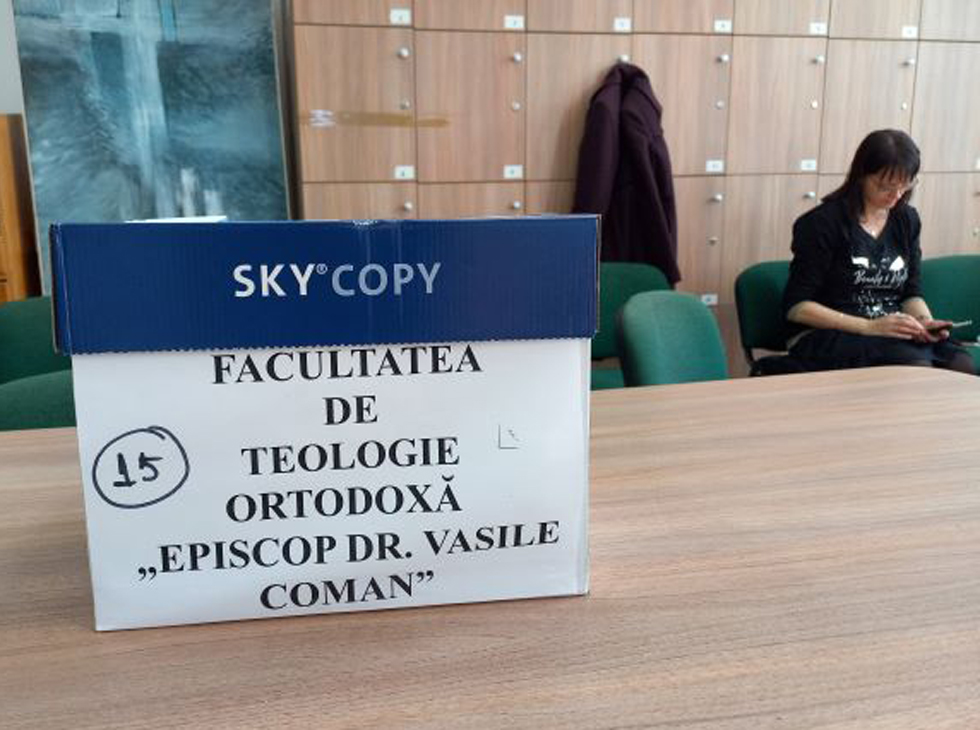 SKY®COPY
FACULTATEA
DE
TEOLOGIE
ORTODOXĂ
„EPISCOP DR. VASILE
COMAN”
15